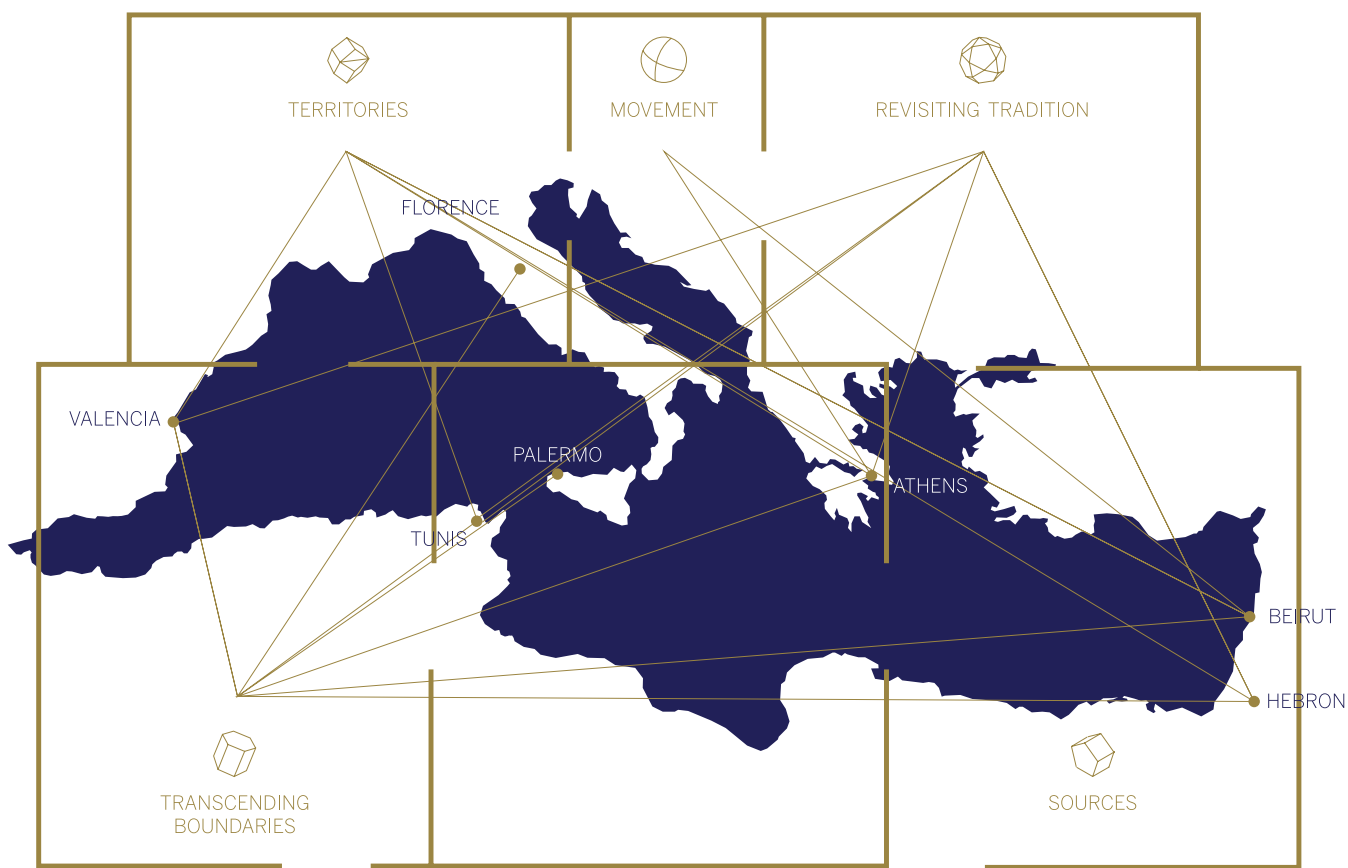 TERRITORIES
MOVEMENT
REVISITING TRADITION
FLORENCE
VALENCIA
PALERMO
ATHENS
TUNIS
BEIRUT
HEBRON
TRANSCENDING
BOUNDARIES
SOURCES